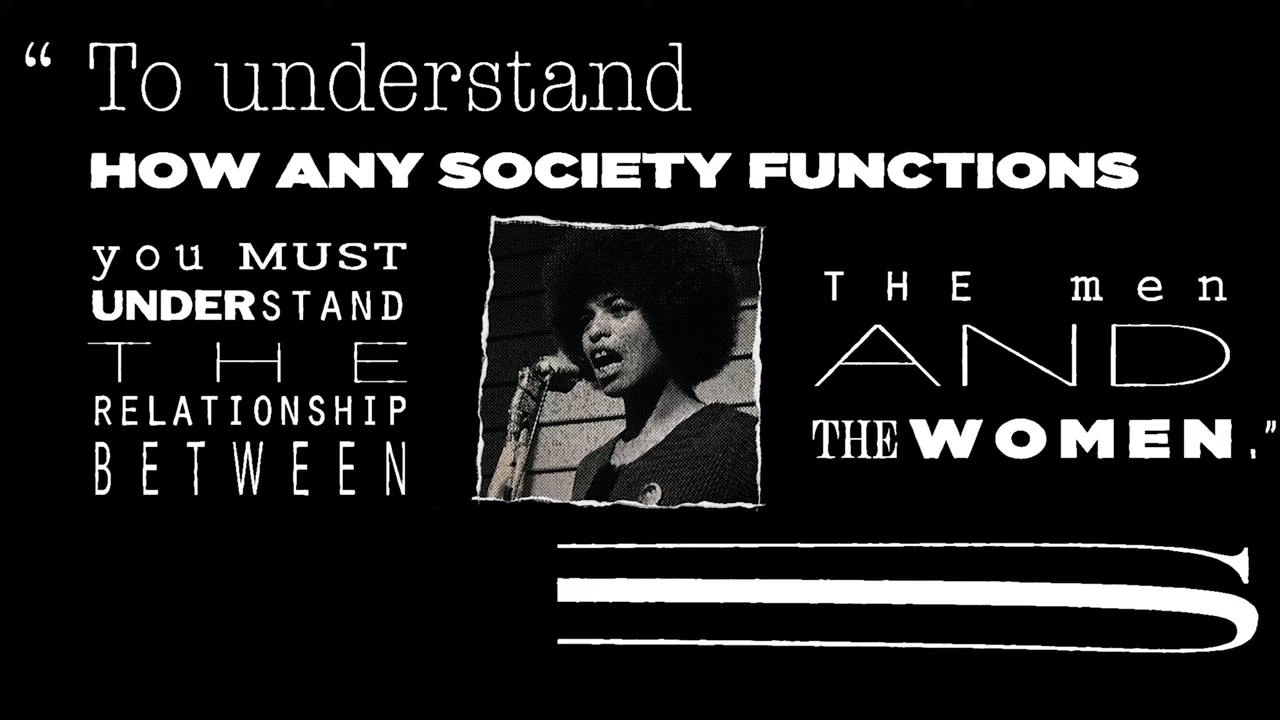 “ To understand
HOW ANY SOCIETY FUNCTIONS
you MUST
UNDERSTAND
THE
RELATIONSHIP
BETWEEN
THE men
AND
THE WOMEN.”
S